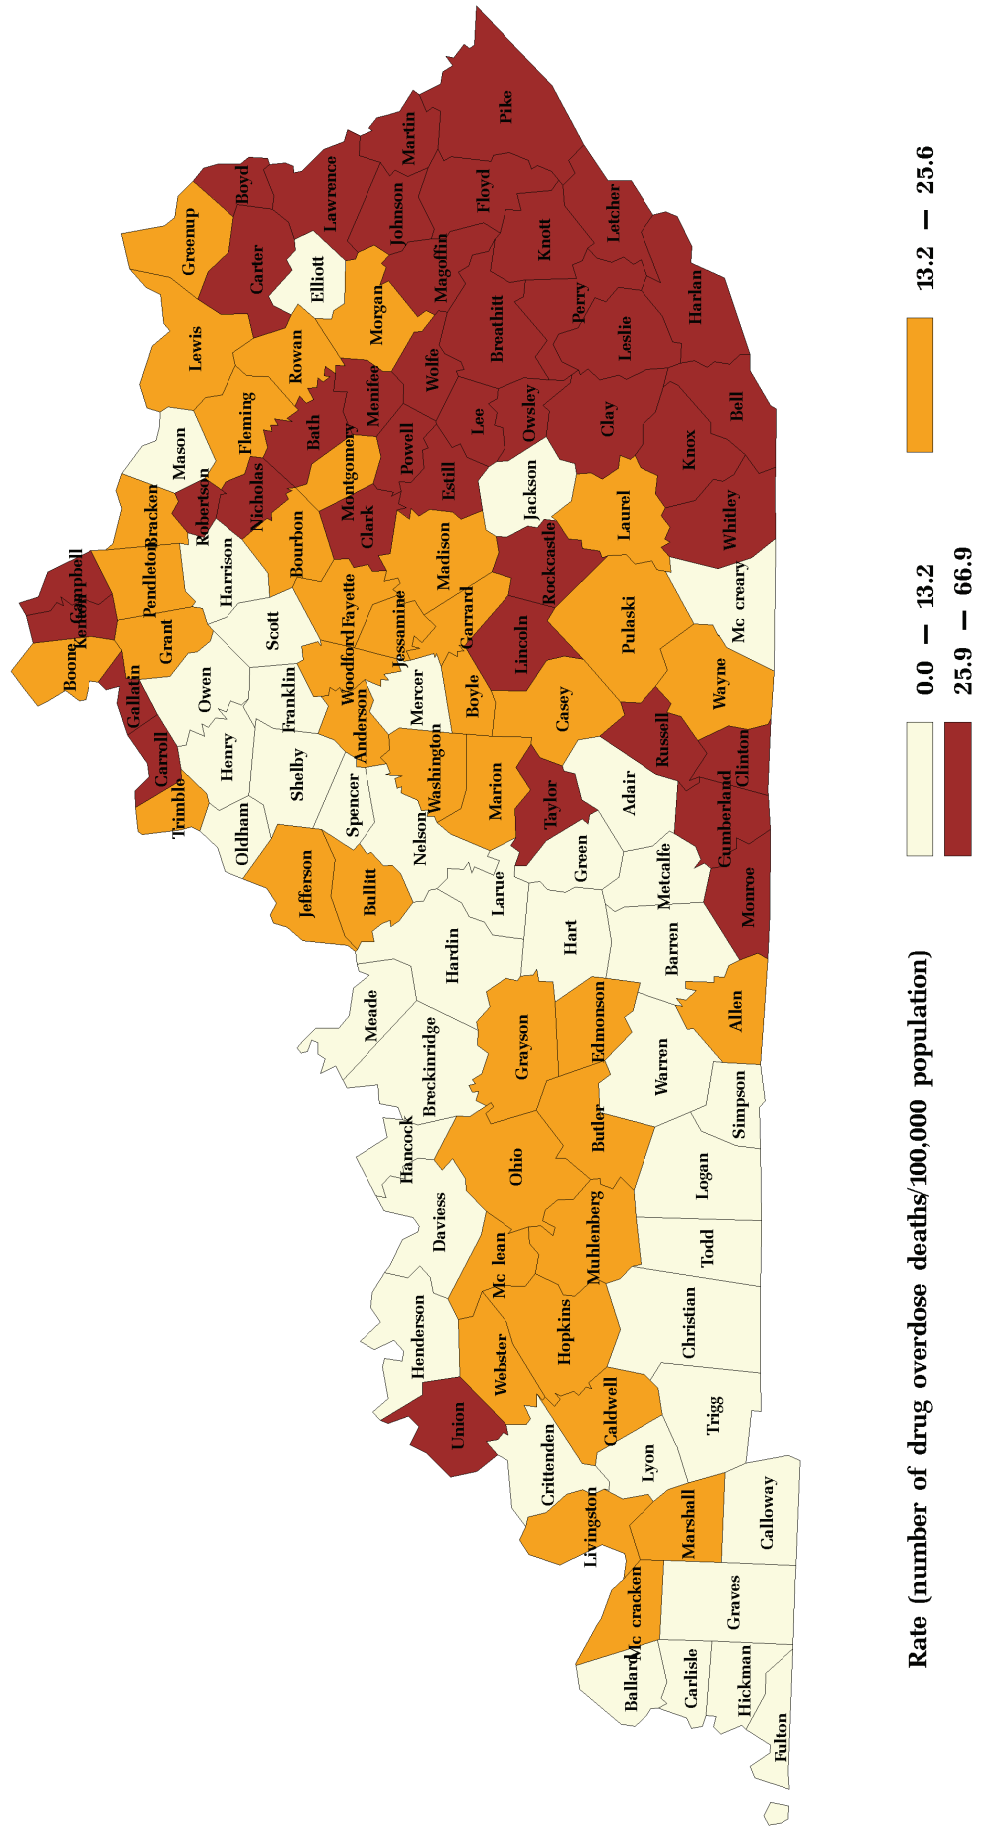 Boone
Kenton
Campbell
Gallatin
Carroll
Trimble
Grant
Pendleton
Bracken
Mason
Robertson
Lewis
Greenup
Boyd
Carter
Elliott
Lawrence
Martin
Pike
Johnson
Floyd
Magoffin
Morgan
Rowan
Fleming
Nicholas
Harrison
Scott
Owen
Henry
Oldham
Shelby
Franklin
Woodford
Fayette
Bourbon
Montgomery
Bath
Menifee
Wolfe
Breathitt
Knott
Letcher
Perry
Leslie
Harlan
Clay
Owsley
Lee
Powell
Estill
Clark
Madison
Jessamine
Garrard
Mercer
Anderson
Spencer
Jefferson
Bullitt
Nelson
Washington
Boyle
Lincoln
Rockcastle
Jackson
Laurel
Knox
Bell
Whitley
Mc creary
Pulaski
Wayne
Casey
Russell
Clinton
Cumberland
Adair
Taylor
Marion
Larue
Green
Metcalfe
Monroe
Barren
Hart
Hardin
Meade
Breckinridge
Grayson
Edmonson
Warren
Allen
Simpson
Butler
Ohio
Hancock
Daviess
Mc lean
Muhlenberg
Logan
Todd
Christian
Hopkins
Webster
Henderson
Union
Crittenden
Caldwell
Lyon
Trigg
Livingston
Marshall
Calloway
Mc cracken
Graves
Ballard
Carlisle
Hickman
Fulton
Rate (number of drug overdose deaths/100,000 population)
0.0 — 13.2
13.2 — 25.6
25.9 — 66.9